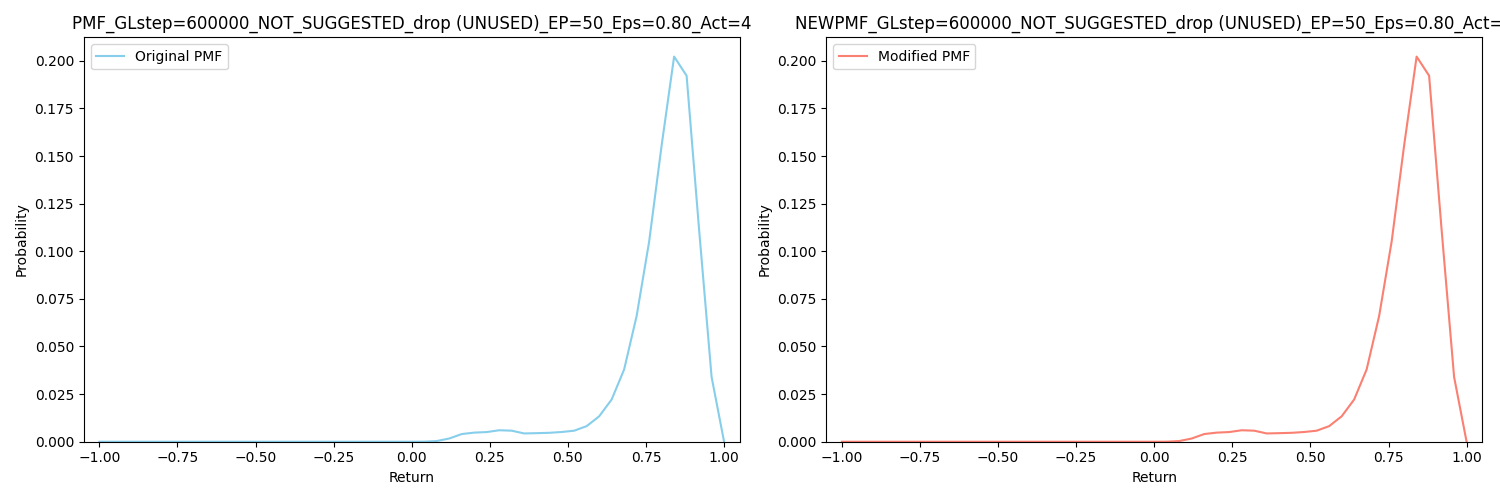 PMF_GLstep=600000_NOT_SUGGESTED_drop (UNUSED)_EP=50_Eps=0.80_Act=4
Original PMF
0.200
0.175
0.150
0.125
0.100
0.075
0.050
0.025
0.000
Probability
−1.00 −0.75 −0.50 −0.25 0.00 0.25 0.50 0.75 1.00
Return
NEWPMF_GLstep=600000_NOT_SUGGESTED_drop (UNUSED)_EP=50_Eps=0.80_Act=
Modified PMF
0.200
0.175
0.150
0.125
0.100
0.075
0.050
0.025
0.000
Probability
−1.00 −0.75 −0.50 −0.25 0.00 0.25 0.50 0.75 1.00
Return